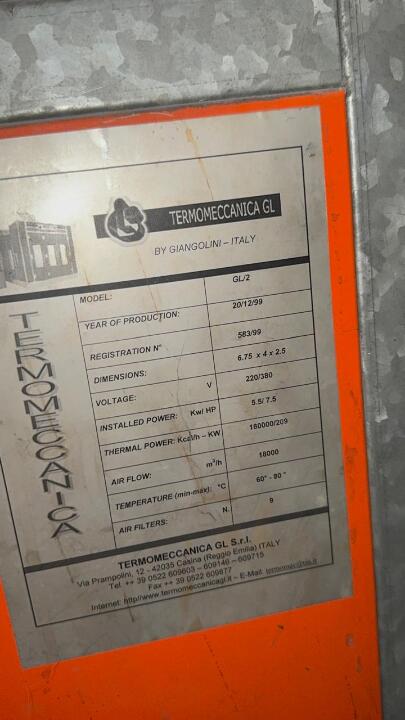 TERMOMECCANICA GL
BY GIANGOLINI – ITALY
TERMOMECCANICA
MODEL: GL/2
YEAR OF PRODUCTION: 20/12/99
REGISTRATION N° 583/99
DIMENSIONS: 6.75 x 4 x 2.5
VOLTAGE: V 220/380
INSTALLED POWER: Kw/ HP 5.5/ 7.5
THERMAL POWER: Kcal/h – KW 180000/209
AIR FLOW: m³/h 18000
TEMPERATURE (min-max): °C 60° - 80°
AIR FILTERS: N. 9
TERMOMECCANICA GL S.r.l.
Via Prampolini, 12 - 42035 Casina (Reggio Emilia) ITALY
Tel. ++ 39 0522 609603 – 609146 – 609715
Fax ++ 39 0522 609877
Internet: http//www.termomeccanicagl.it – E-Mail: